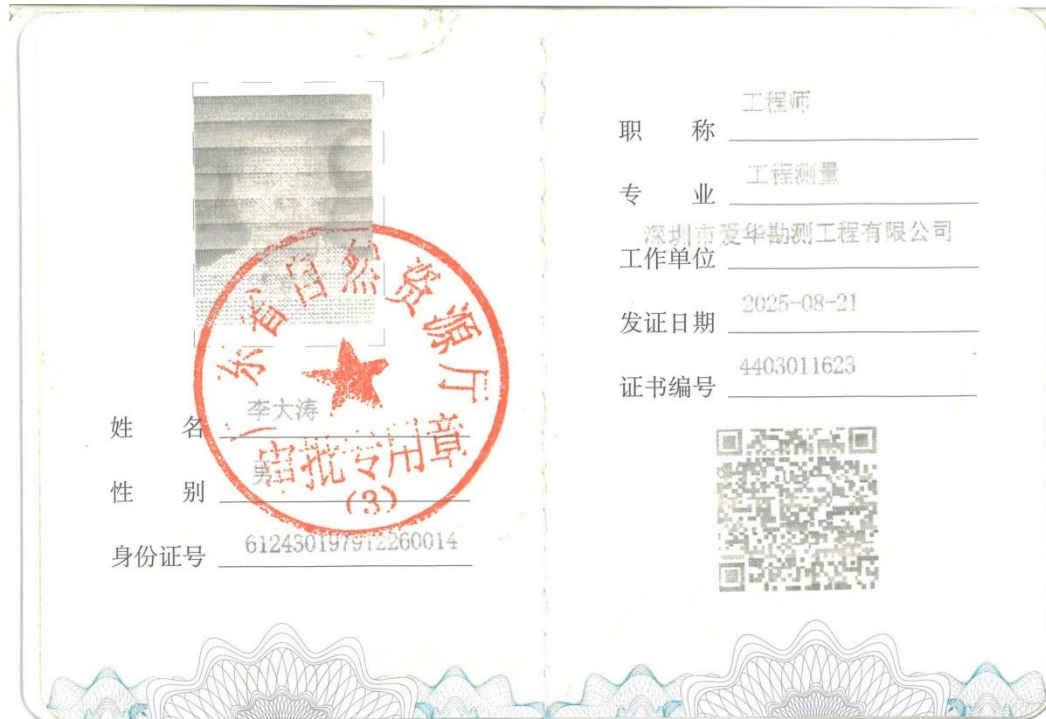 广东省自然资源厅
审批专用章
(3)
姓 名 李大涛
性 别 男
身份证号 612430197912260014
职 称 工程师
专 业 工程测量
工作单位 深圳市爱华勘测工程有限公司
发证日期 2025-08-21
证书编号 4403011623